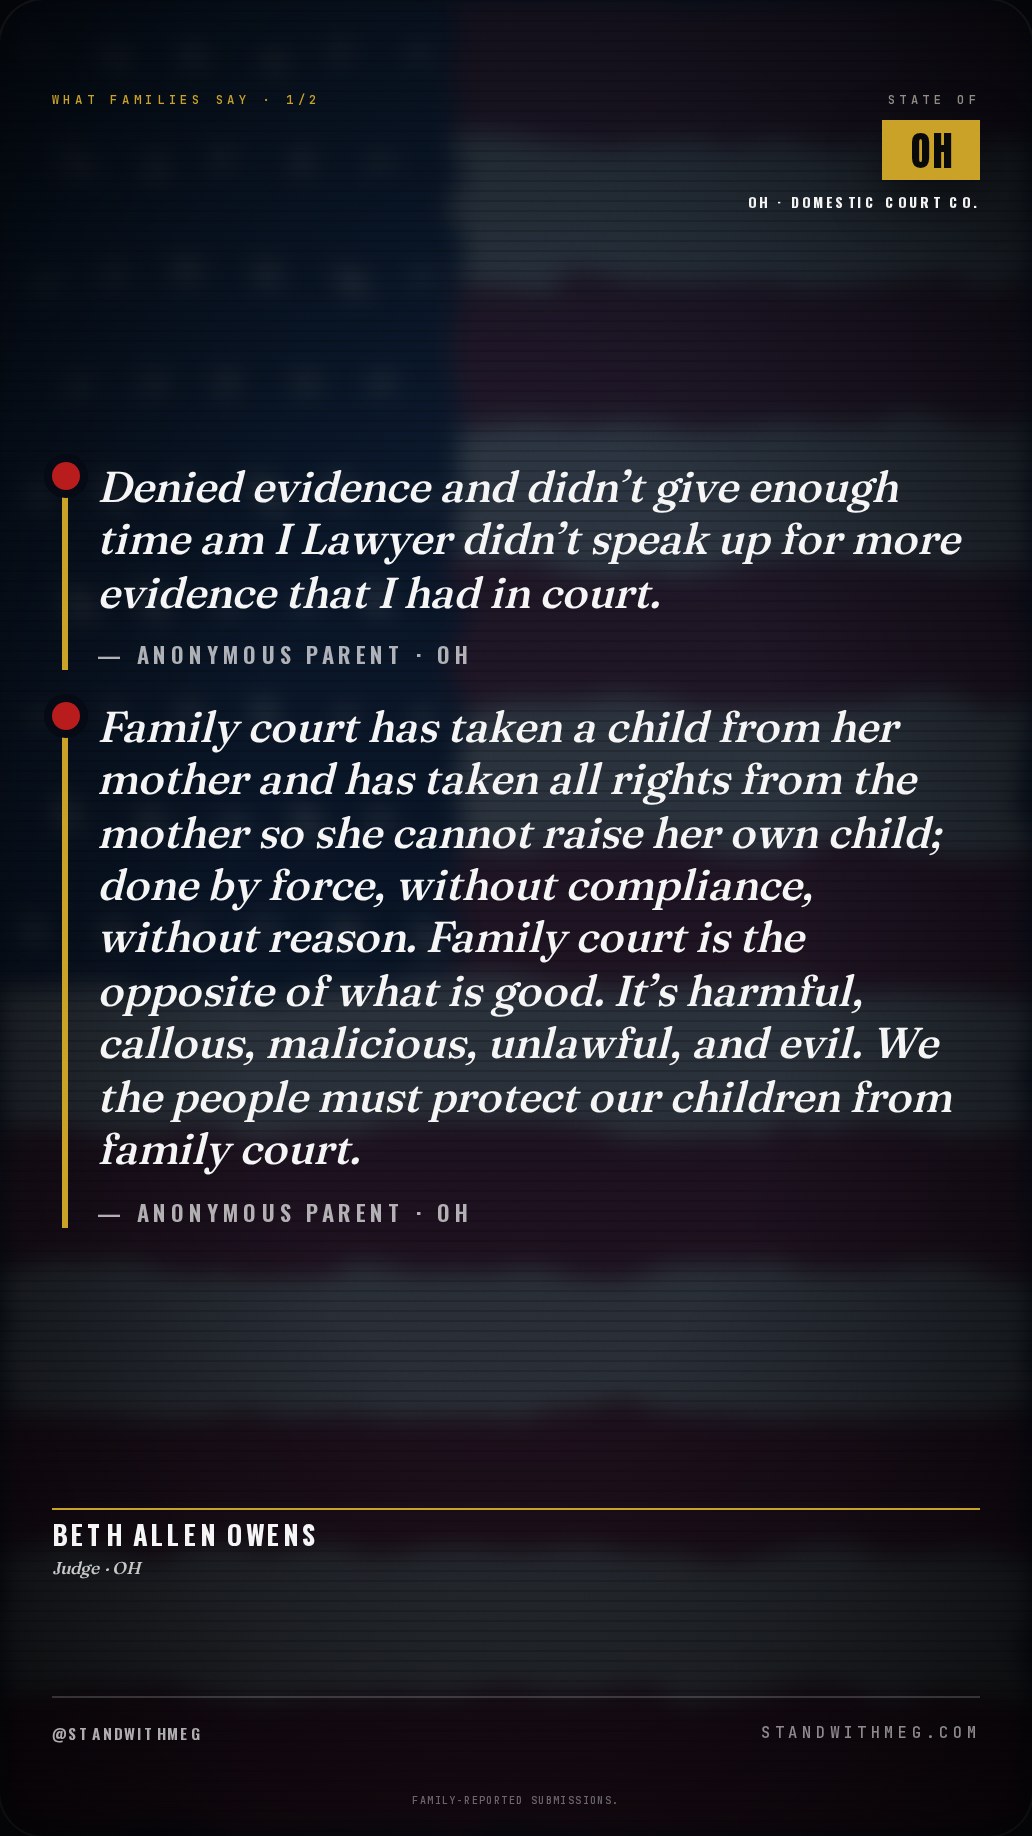 WHAT FAMILIES SAY · 1/2
STATE OF
OH
OH · DOMESTIC COURT CO.
Denied evidence and didn’t give enough
time am I Lawyer didn’t speak up for more
evidence that I had in court.
— ANONYMOUS PARENT · OH
Family court has taken a child from her
mother and has taken all rights from the
mother so she cannot raise her own child;
done by force, without compliance,
without reason. Family court is the
opposite of what is good. It’s harmful,
callous, malicious, unlawful, and evil. We
the people must protect our children from
family court.
— ANONYMOUS PARENT · OH
BETH ALLEN OWENS
Judge · OH
@STANDWITHMEG
STANDWITHMEG.COM
FAMILY-REPORTED SUBMISSIONS.